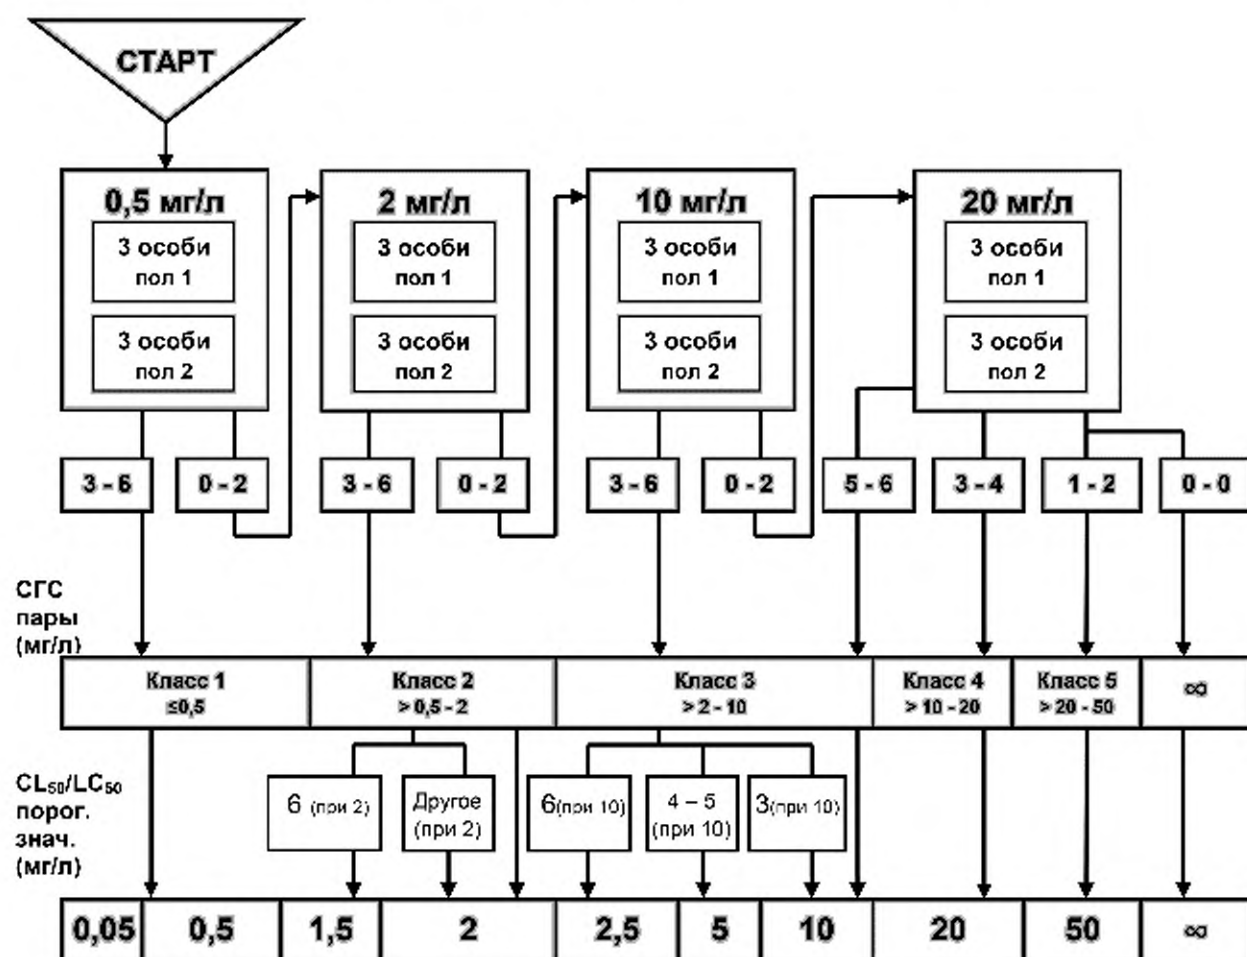 СТАРТ
0,5 мг/л
3 особи
пол 1
3 особи
пол 2
2 мг/л
3 особи
пол 1
3 особи
пол 2
10 мг/л
3 особи
пол 1
3 особи
пол 2
20 мг/л
3 особи
пол 1
3 особи
пол 2
3 - 6
0 - 2
3 - 6
0 - 2
3 - 6
0 - 2
5 - 6
3 - 4
1 - 2
0 - 0
СГС
пары
(мг/л)
Класс 1
≤0,5
Класс 2
> 0,5 - 2
Класс 3
> 2 - 10
Класс 4
> 10 - 20
Класс 5
> 20 - 50
∞
CL₅₀/LC₅₀
порог.
знач.
(мг/л)
6 (при 2)
Другое
(при 2)
6(при 10)
4 – 5
(при 10)
3(при 10)
0,05
0,5
1,5
2
2,5
5
10
20
50
∞